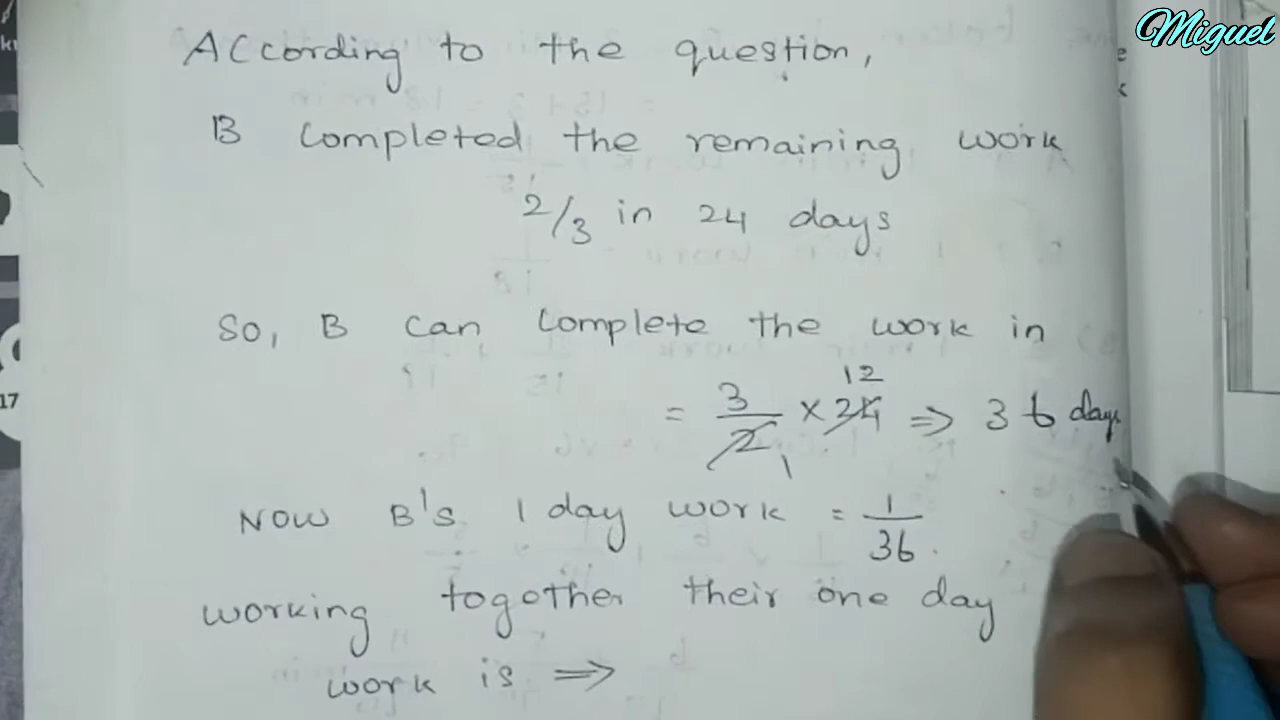 Miguel
According to the question,
B completed the remaining work
2/3 in 24 days
So, B can complete the work in
= 3/2 1 × 24 12 ⇒ 36 days
Now B's 1 day work = 1/36.
working together their one day
work is ⇒
17